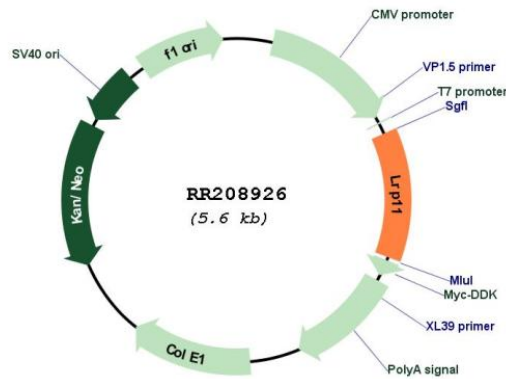 CMV promoter
VP1.5 primer
T7 promoter
SgfI
Lrp11
MluI
Myc-DDK
XL39 primer
PolyA signal
Col E1
Kan/Neo
SV40 ori
f1 ori
RR208926
(5.6 kb)